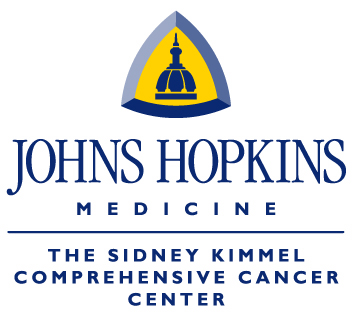 JOHNS HOPKINS
MEDICINE
THE SIDNEY KIMMEL
COMPREHENSIVE CANCER
CENTER